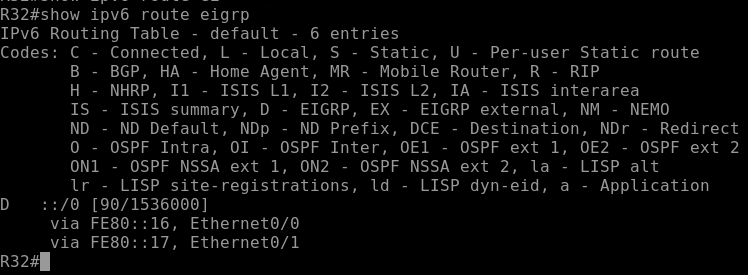 R32#show ipv6 route eigrp
IPv6 Routing Table - default - 6 entries
Codes: C - Connected, L - Local, S - Static, U - Per-user Static route
       B - BGP, HA - Home Agent, MR - Mobile Router, R - RIP
       H - NHRP, I1 - ISIS L1, I2 - ISIS L2, IA - ISIS interarea
       IS - ISIS summary, D - EIGRP, EX - EIGRP external, NM - NEMO
       ND - ND Default, NDp - ND Prefix, DCE - Destination, NDr - Redirect
       O - OSPF Intra, OI - OSPF Inter, OE1 - OSPF ext 1, OE2 - OSPF ext 2
       ON1 - OSPF NSSA ext 1, ON2 - OSPF NSSA ext 2, la - LISP alt
       lr - LISP site-registrations, ld - LISP dyn-eid, a - Application
D   ::/0 [90/1536000]
     via FE80::16, Ethernet0/0
     via FE80::17, Ethernet0/1
R32#